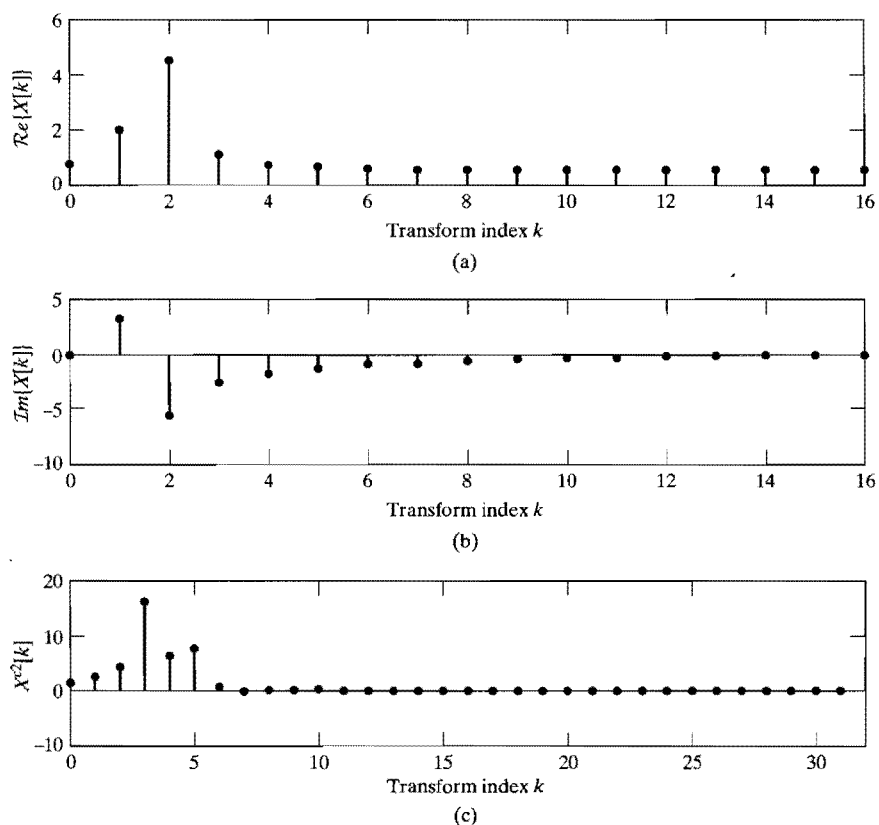 6
4
2
0
ℛe{X[k]}
0 2 4 6 8 10 12 14 16
Transform index k
(a)
5
0
−5
−10
ℐm{X[k]}
0 2 4 6 8 10 12 14 16
Transform index k
(b)
20
10
0
−10
X^{c2}[k]
0 5 10 15 20 25 30
Transform index k
(c)